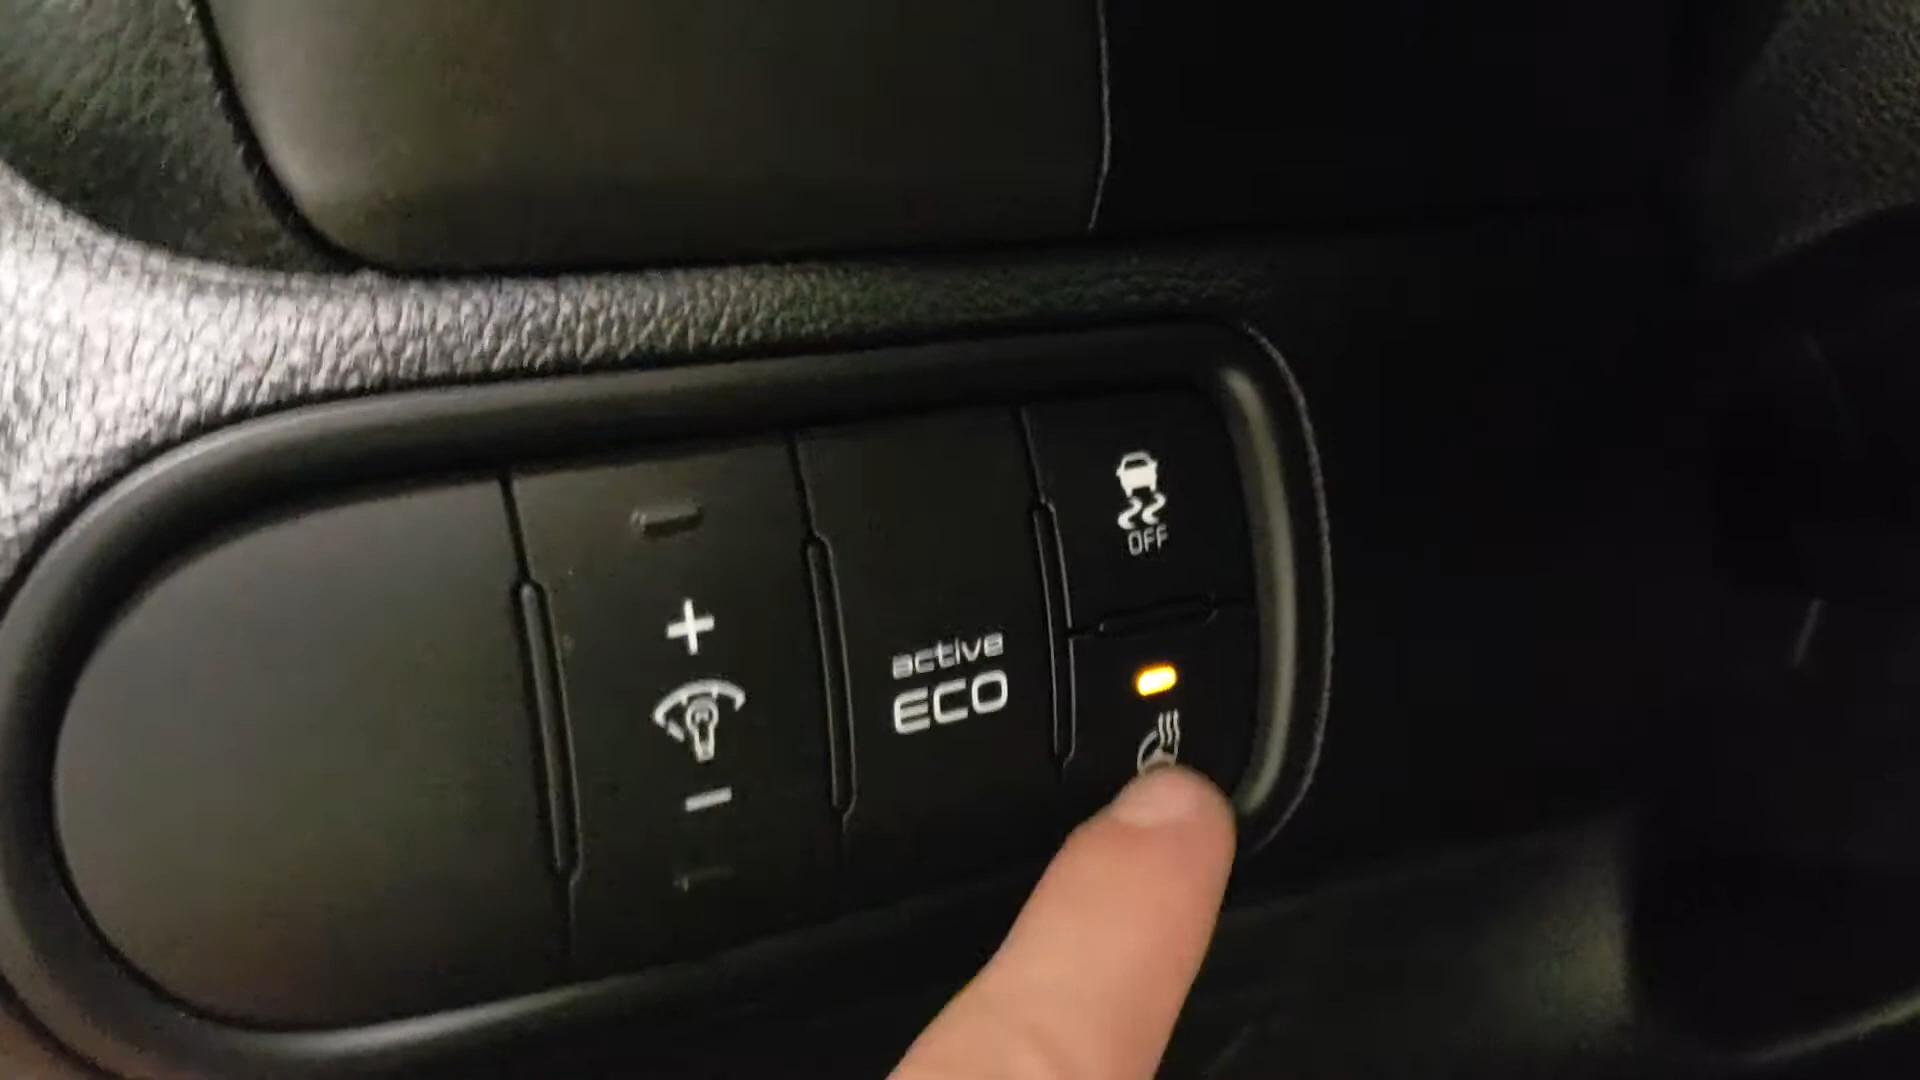 OFF
+
active
ECO
−